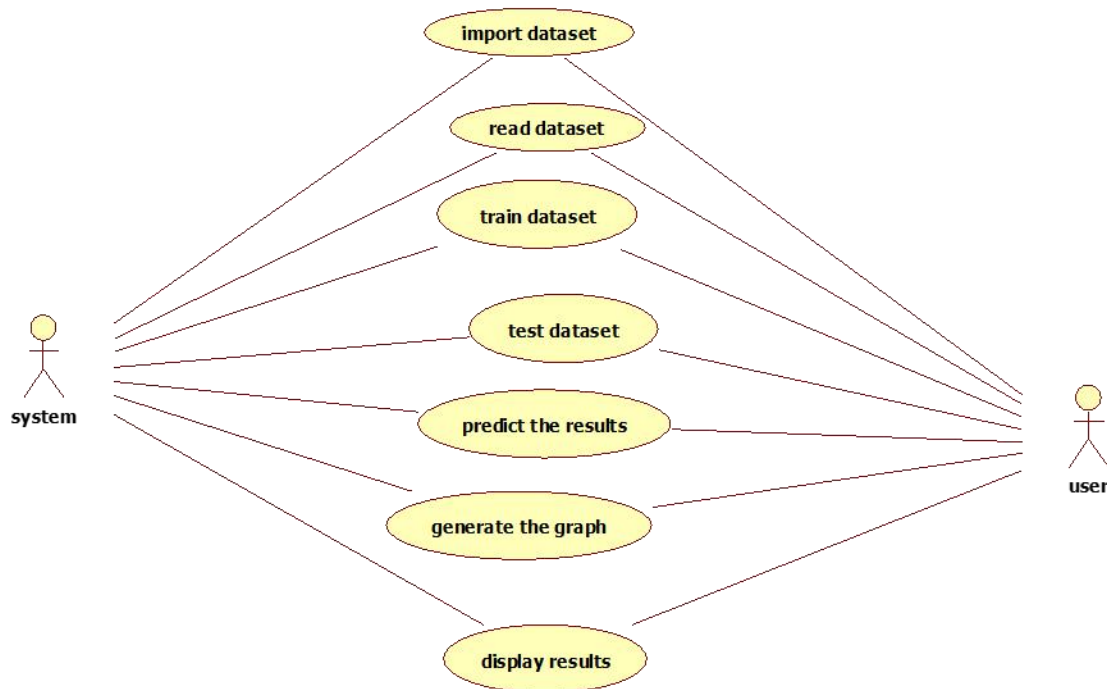 import dataset
read dataset
train dataset
test dataset
system
predict the results
user
generate the graph
display results